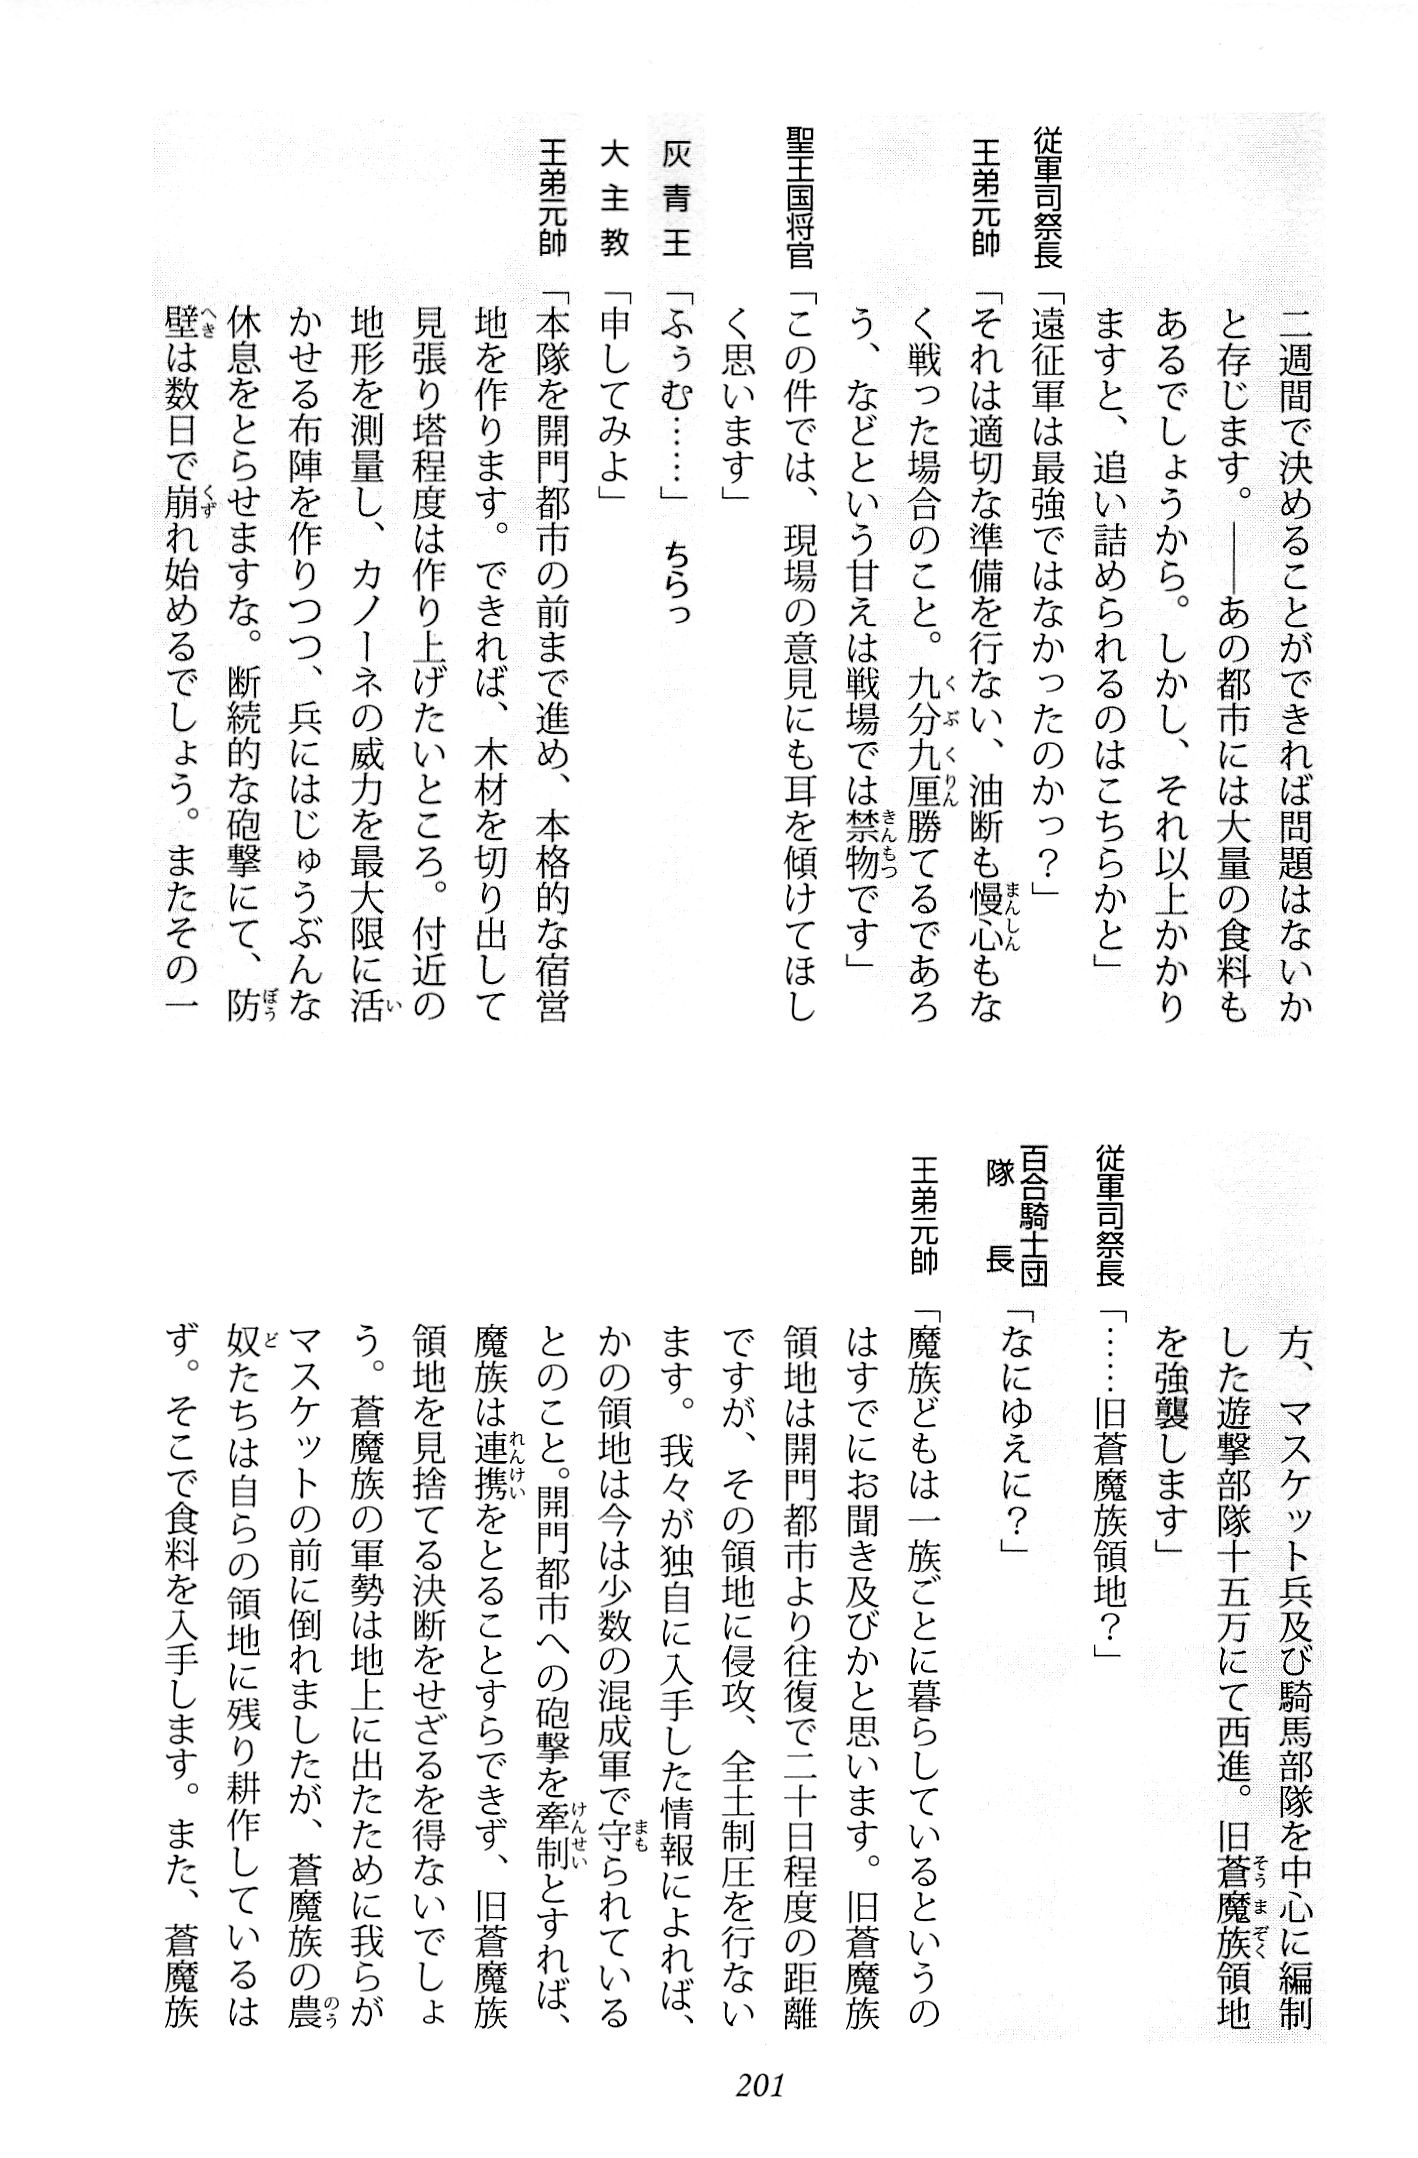 二週間で決めることができれば問題はないか
と存じます。――あの都市には大量の食料も
あるでしょうから。しかし、それ以上かかり
ますと、追い詰められるのはこちらかと」
従軍司祭長「遠征軍は最強ではなかったのかっ？」
王弟元帥「それは適切な準備を行ない、油断も慢心もな
く戦った場合のこと。九分九厘勝てるであろ
う、などという甘えは戦場では禁物です」
聖王国将官「この件では、現場の意見にも耳を傾けてほし
く思います」
灰青王「ふぅむ……」　ちらっ
大主教「申してみよ」
王弟元帥「本隊を開門都市の前まで進め、本格的な宿営
地を作ります。できれば、木材を切り出して
見張り塔程度は作り上げたいところ。付近の
地形を測量し、カノーネの威力を最大限に活
かせる布陣を作りつつ、兵にはじゅうぶんな
休息をとらせますな。断続的な砲撃にて、防
壁は数日で崩れ始めるでしょう。またその一
方、マスケット兵及び騎馬部隊を中心に編制
した遊撃部隊十五万にて西進。旧蒼魔族領地
を強襲します」
従軍司祭長「……旧蒼魔族領地？」
百合騎士団隊長「なにゆえに？」
王弟元帥「魔族どもは一族ごとに暮らしているというの
はすでにお聞き及びかと思います。旧蒼魔族
領地は開門都市より往復で二十日程度の距離
ですが、その領地に侵攻、全土制圧を行ない
ます。我々が独自に入手した情報によれば、
かの領地は今は少数の混成軍で守られている
とのこと。開門都市への砲撃を牽制とすれば、
魔族は連携をとることすらできず、旧蒼魔族
領地を見捨てる決断をせざるを得ないでしょ
う。蒼魔族の軍勢は地上に出たために我らが
マスケットの前に倒れましたが、蒼魔族の農
奴たちは自らの領地に残り耕作しているは
ず。そこで食料を入手します。また、蒼魔族
201